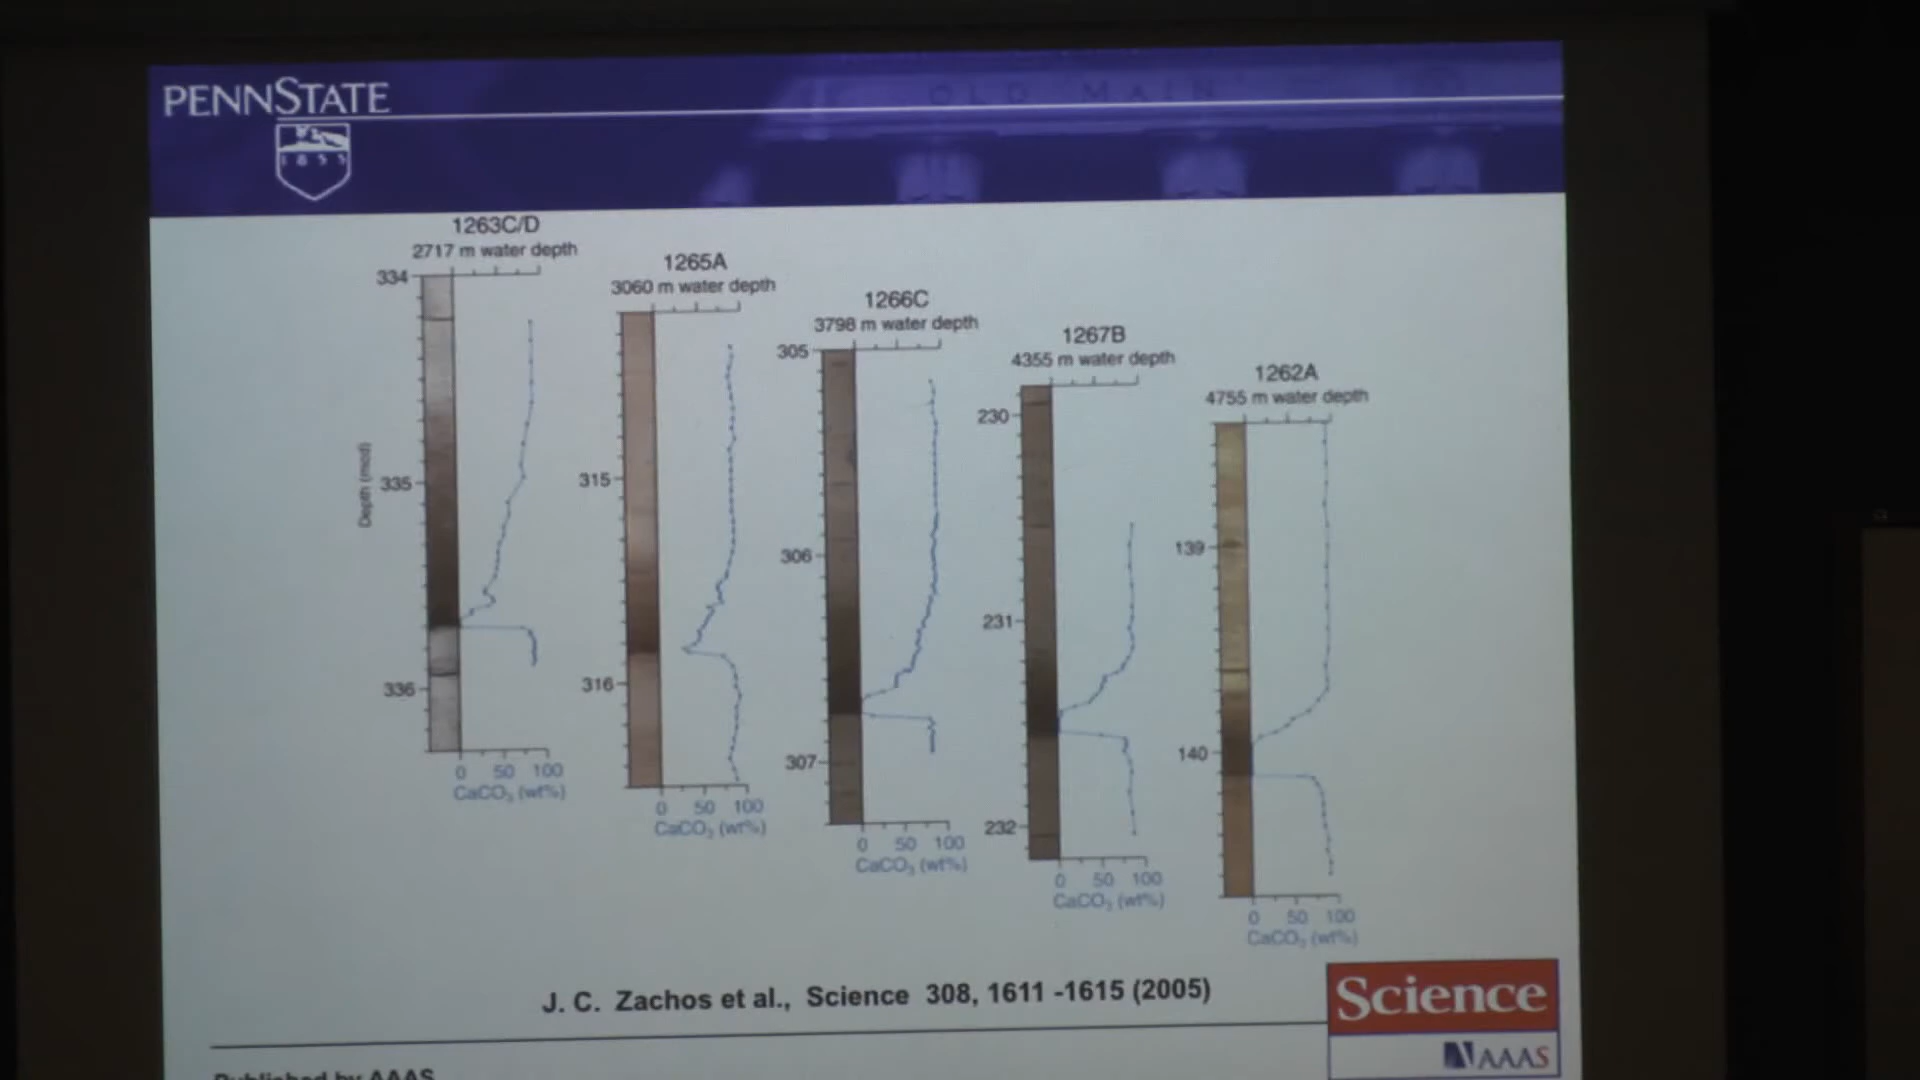 OLD MAIN
PENNSTATE
1855
1263C/D
2717 m water depth
334
335
336
Depth (mcd)
0 50 100
CaCO₃ (wt%)
1265A
3060 m water depth
315
316
0 50 100
CaCO₃ (wt%)
1266C
3798 m water depth
305
306
307
0 50 100
CaCO₃ (wt%)
1267B
4355 m water depth
230
231
232
0 50 100
CaCO₃ (wt%)
1262A
4755 m water depth
139
140
0 50 100
CaCO₃ (wt%)
J. C. Zachos et al., Science 308, 1611 -1615 (2005)
Science
AAAS
Published by AAAS